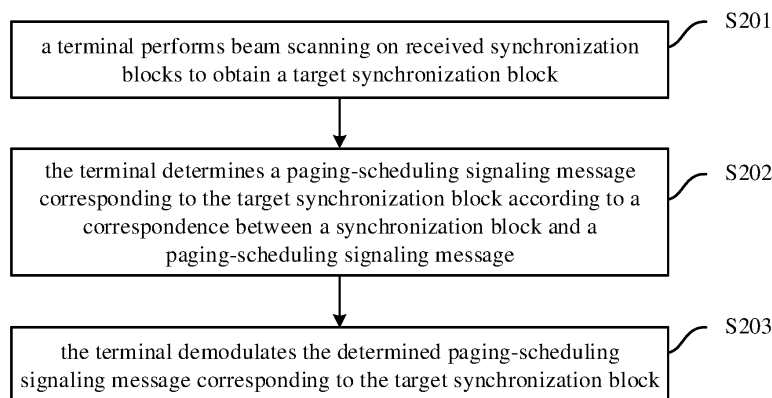 S201
a terminal performs beam scanning on received synchronization
blocks to obtain a target synchronization block
S202
the terminal determines a paging-scheduling signaling message
corresponding to the target synchronization block according to a
correspondence between a synchronization block and a
paging-scheduling signaling message
S203
the terminal demodulates the determined paging-scheduling
signaling message corresponding to the target synchronization block